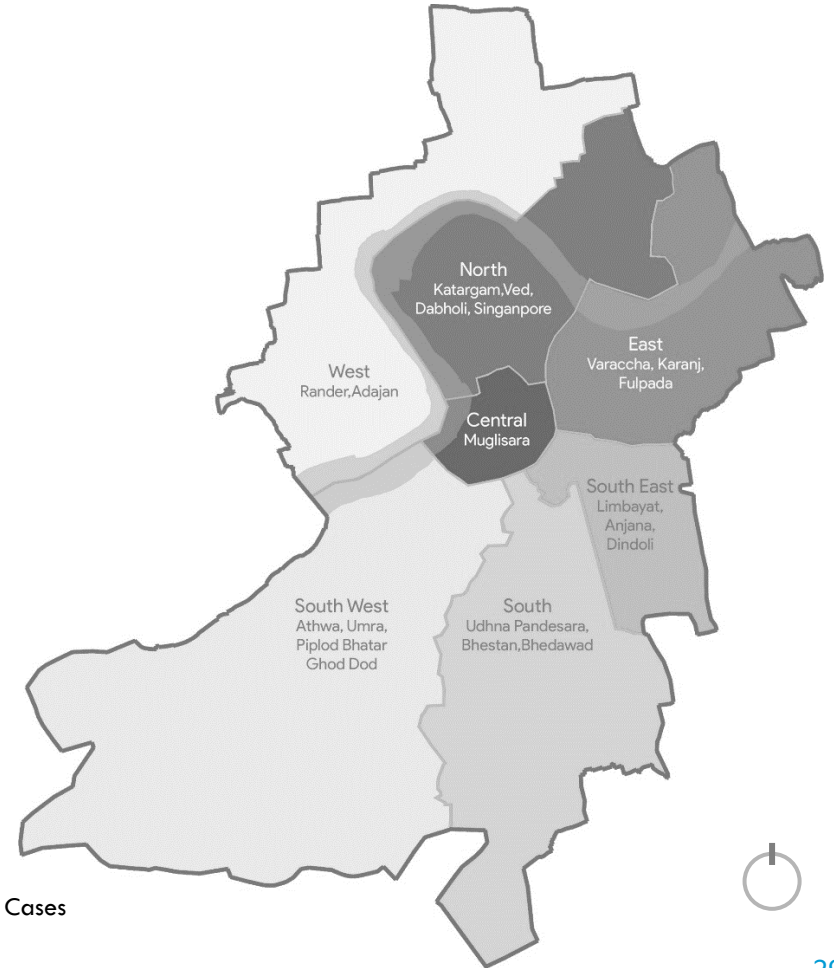 North
Katargam,Ved,
Dabholi, Singanpore
East
Varaccha, Karanj,
Fulpada
West
Rander,Adajan
Central
Muglisara
South East
Limbayat,
Anjana,
Dindoli
South West
Athwa, Umra,
Piplod Bhatar
Ghod Dod
South
Udhna Pandesara,
Bhestan,Bhedawad
Cases